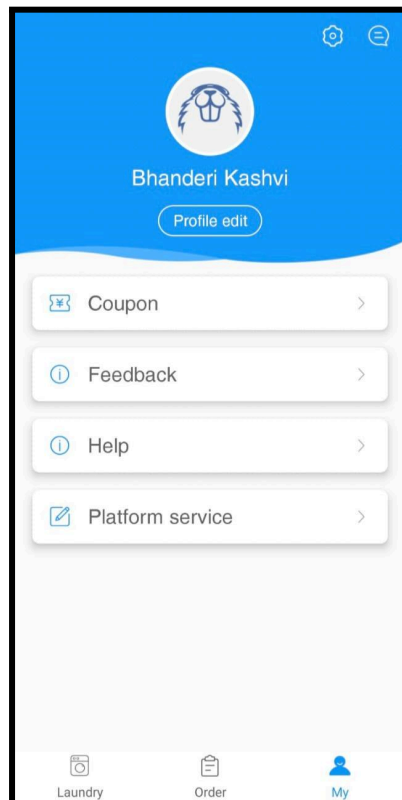 Bhanderi Kashvi
Profile edit
Coupon
Feedback
Help
Platform service
Laundry
Order
My